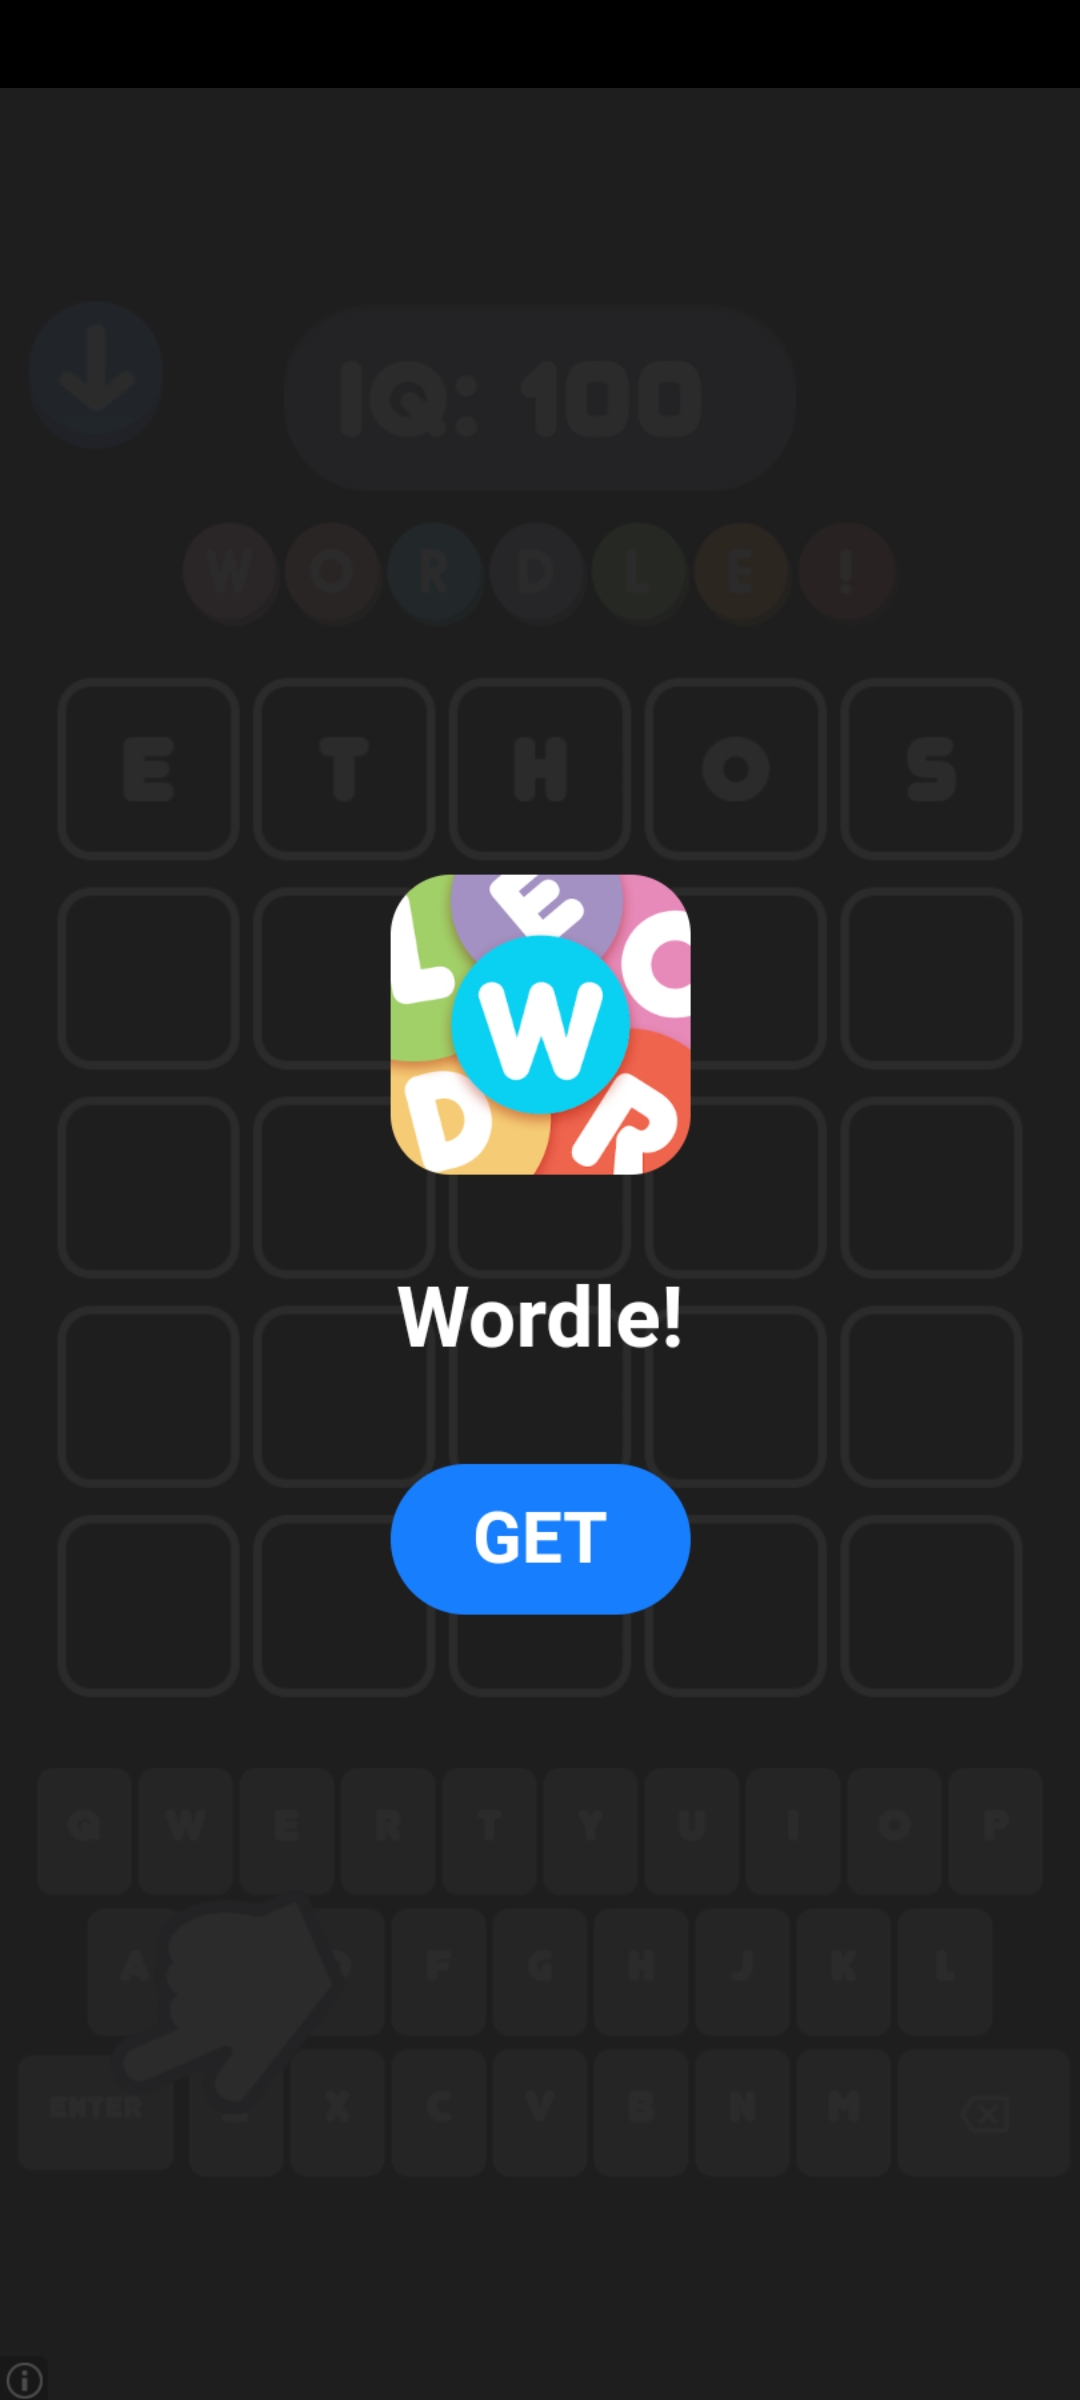 IQ: 100
WORDLE!
E T H O S
L E O W D R
Wordle!
GET
Q W E R T Y U I O P
A D F G H J K L
ENTER X C V B N M